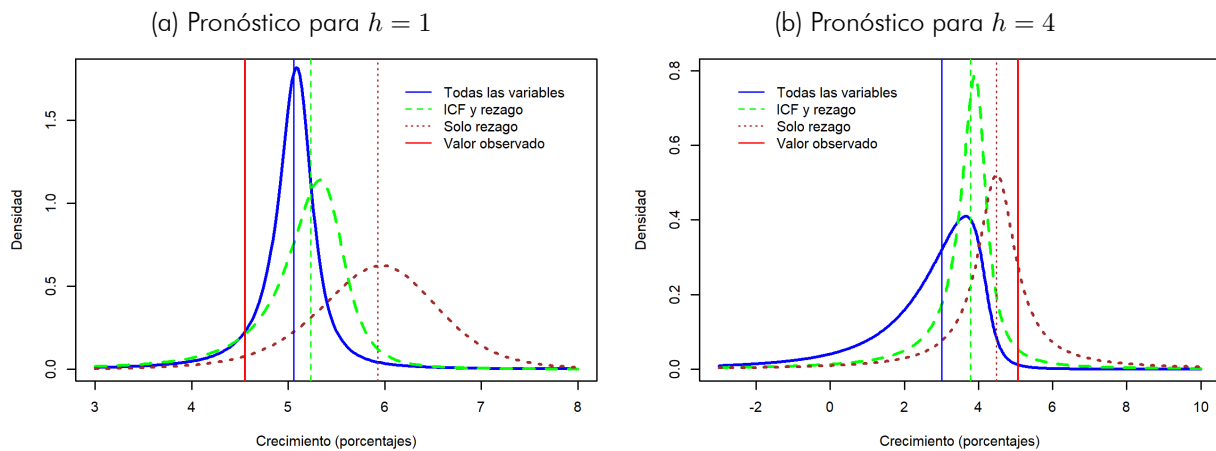 (a) Pronóstico para h = 1
Todas las variables
ICF y rezago
Solo rezago
Valor observado
Densidad
0.0
0.5
1.0
1.5
3
4
5
6
7
8
Crecimiento (porcentajes)
(b) Pronóstico para h = 4
Todas las variables
ICF y rezago
Solo rezago
Valor observado
Densidad
0.0
0.2
0.4
0.6
0.8
-2
0
2
4
6
8
10
Crecimiento (porcentajes)